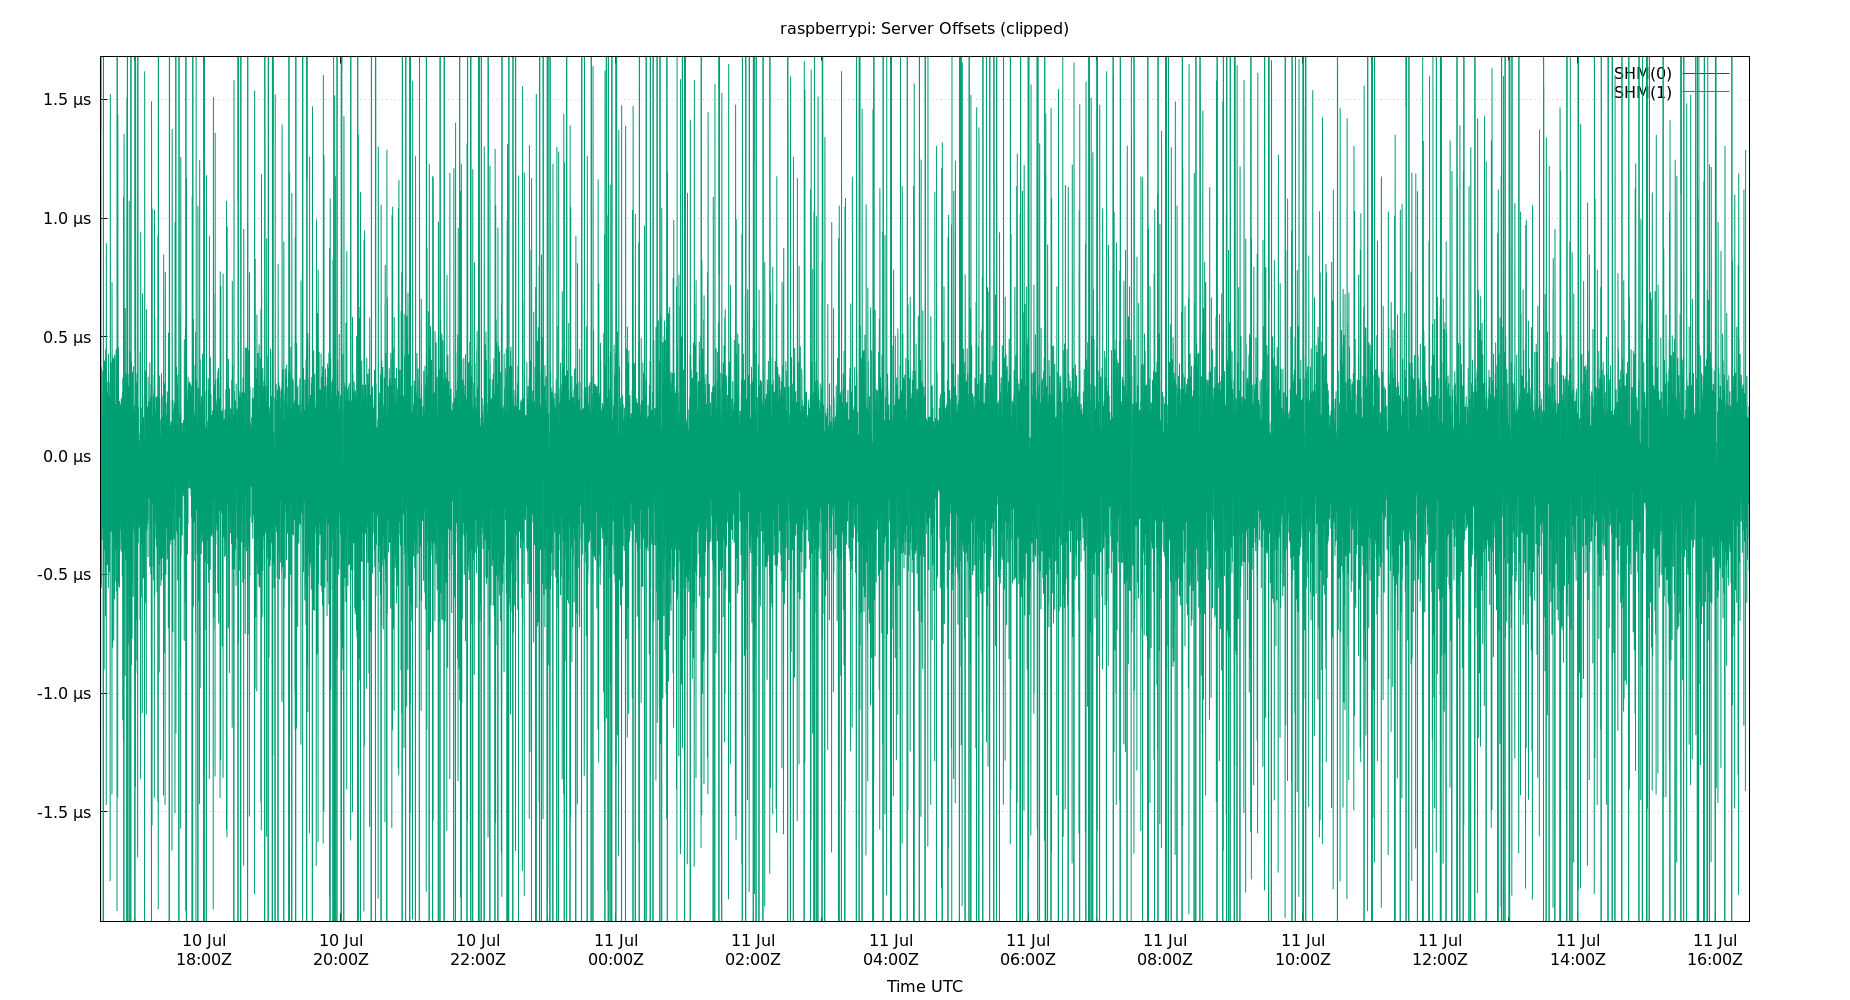 raspberrypi: Server Offsets (clipped)
SHM(0)
SHM(1)
1.5 µs
1.0 µs
0.5 µs
0.0 µs
-0.5 µs
-1.0 µs
-1.5 µs
10 Jul 10 Jul 10 Jul 11 Jul 11 Jul 11 Jul 11 Jul 11 Jul 11 Jul 11 Jul 11 Jul 11 Jul
18:00Z 20:00Z 22:00Z 00:00Z 02:00Z 04:00Z 06:00Z 08:00Z 10:00Z 12:00Z 14:00Z 16:00Z
Time UTC